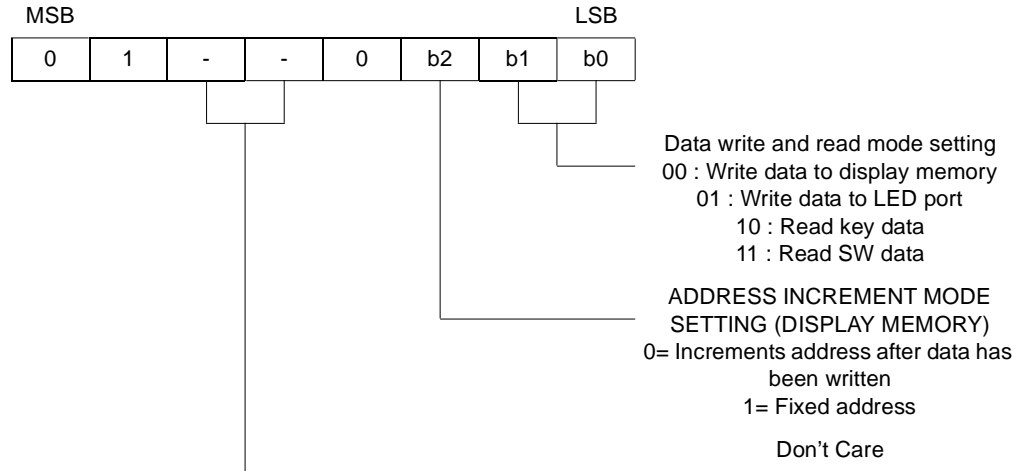 MSB LSB
0 1 - - 0 b2 b1 b0
Data write and read mode setting
00 : Write data to display memory
01 : Write data to LED port
10 : Read key data
11 : Read SW data
ADDRESS INCREMENT MODE
SETTING (DISPLAY MEMORY)
0= Increments address after data has
been written
1= Fixed address
Don't Care